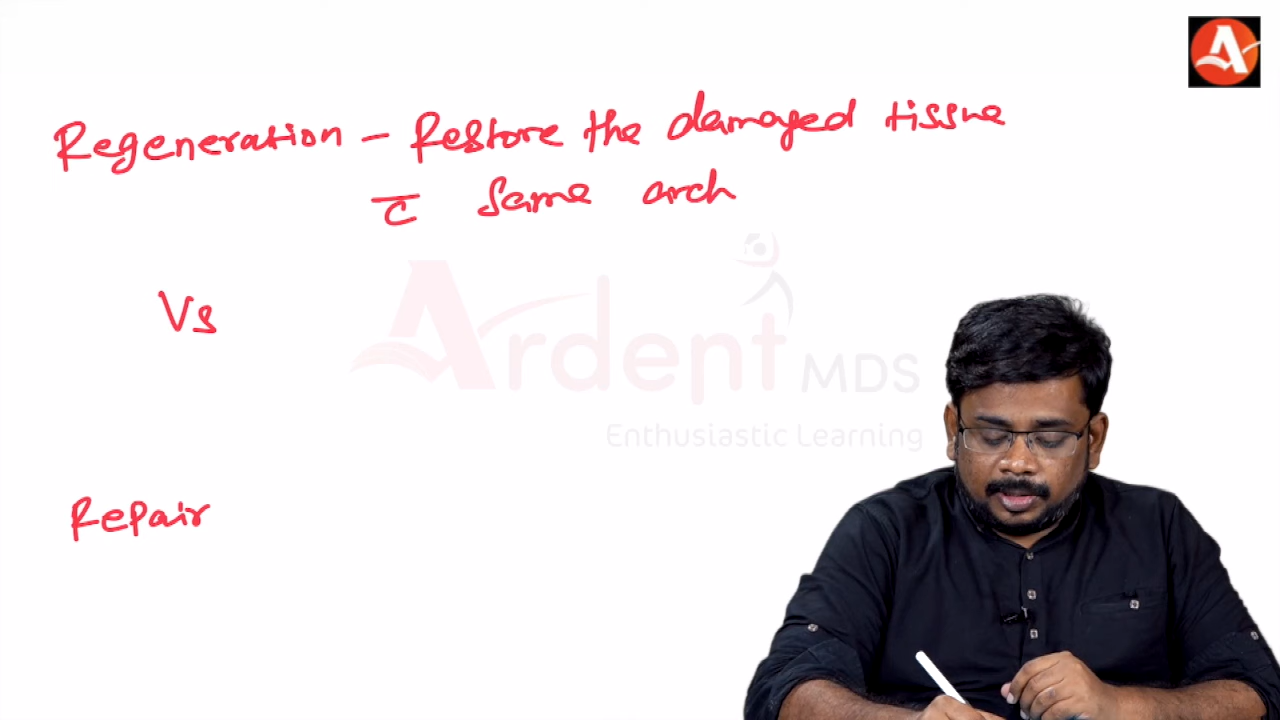 Regeneration - Restore the damaged tissue
c̅ same arch
Vs
Ardent MDS
Enthusiastic Learning
Repair